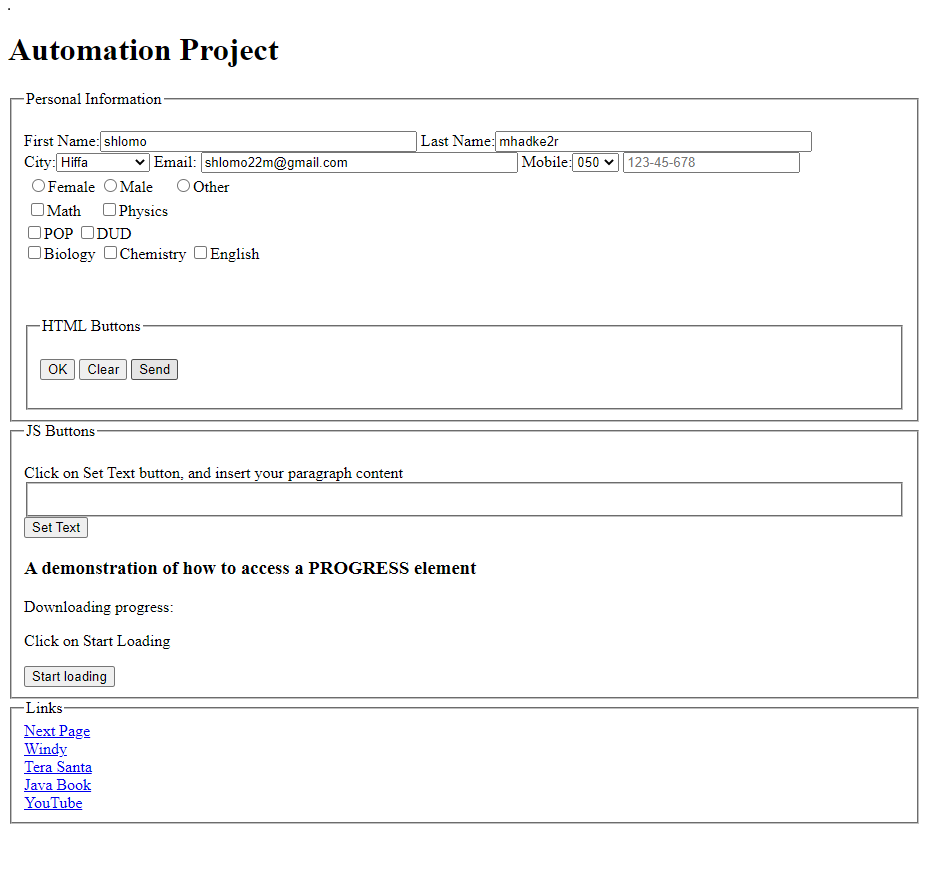 .
Automation Project
Personal Information
First Name: shlomo Last Name: mhadke2r
City: Hiffa Email: shlomo22m@gmail.com Mobile: 050 123-45-678
Female Male Other
Math Physics
POP DUD
Biology Chemistry English
HTML Buttons
OK Clear Send
JS Buttons
Click on Set Text button, and insert your paragraph content
Set Text
A demonstration of how to access a PROGRESS element
Downloading progress:
Click on Start Loading
Start loading
Links
Next Page
Windy
Tera Santa
Java Book
YouTube